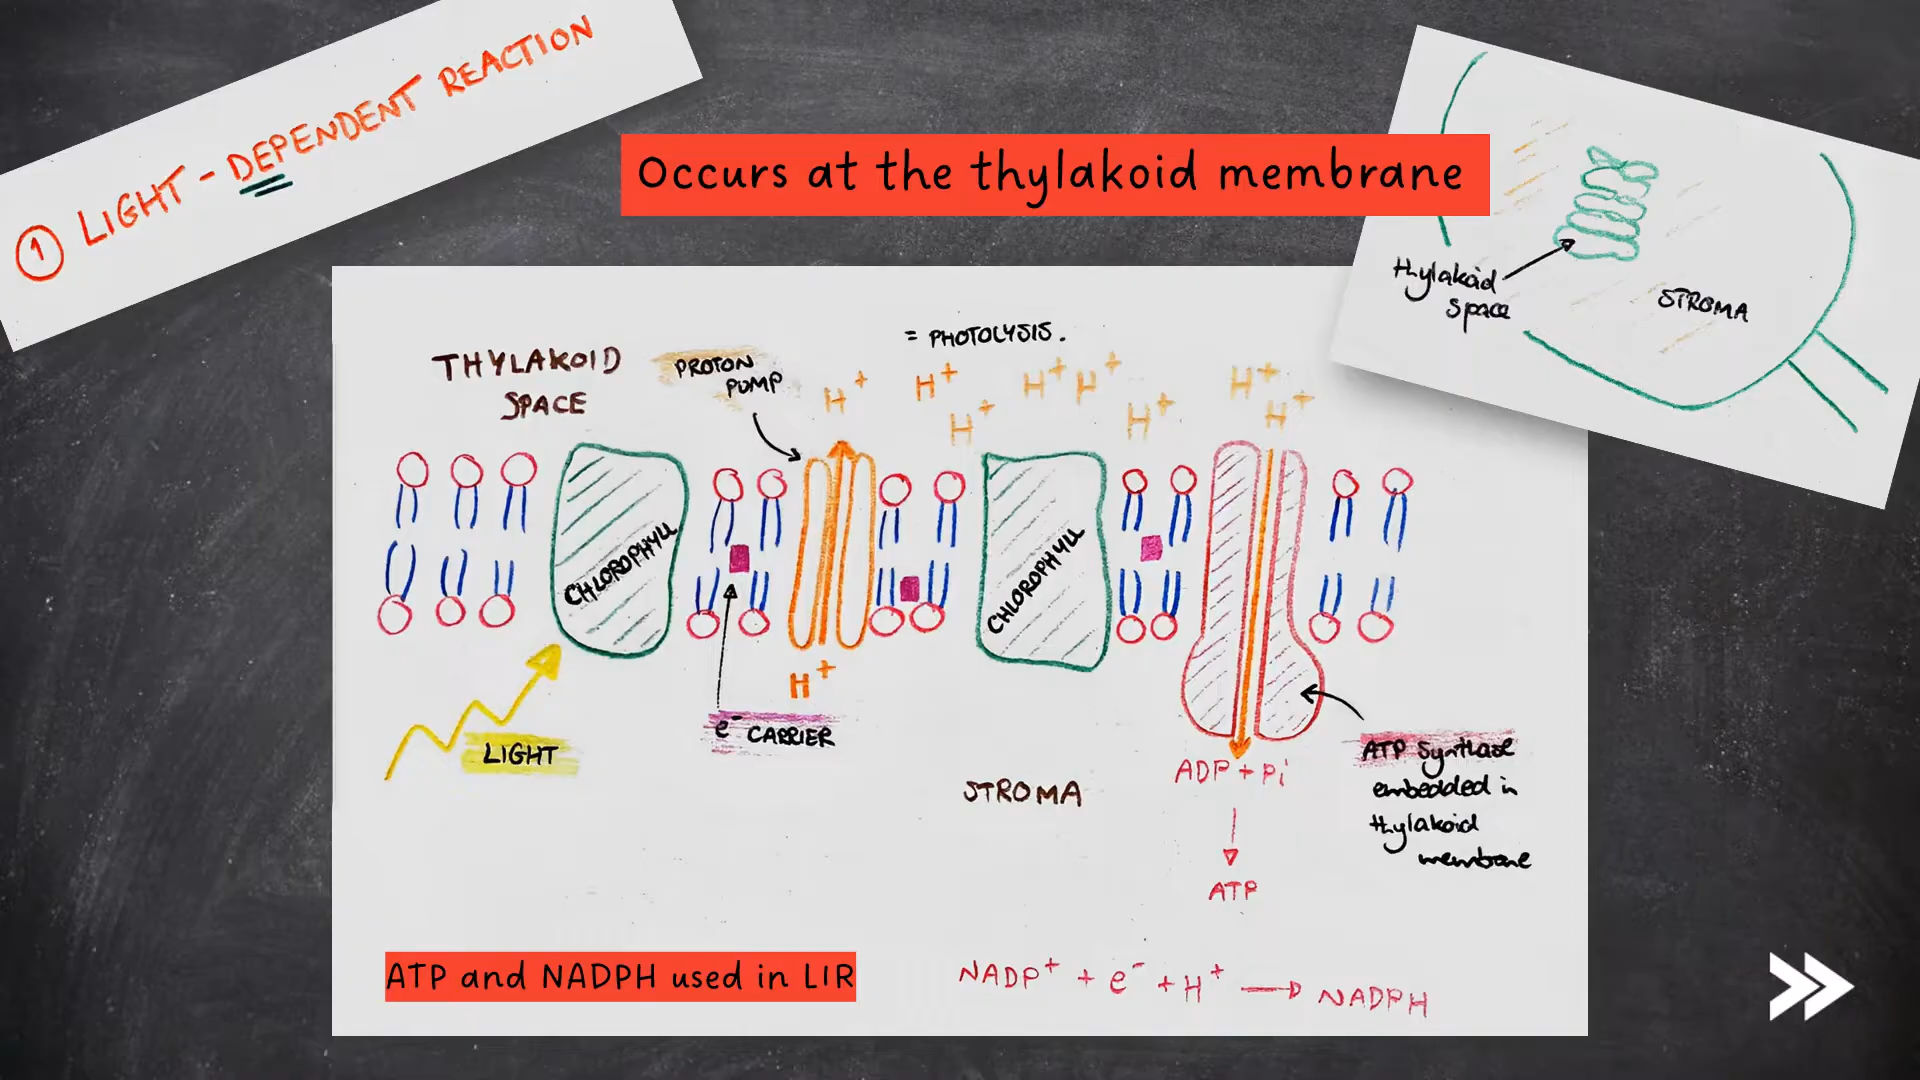 ① LIGHT - DEPENDENT REACTION
Occurs at the thylakoid membrane
thylakoid
space
STROMA
= PHOTOLYSIS.
THYLAKOID
SPACE
PROTON
PUMP
H+
H+
H+
H+ H+
H+
H+
H+
CHLOROPHYLL
CHLOROPHYLL
H+
LIGHT
e- CARRIER
STROMA
ADP + Pi
ATP
ATP Synthase
embedded in
thylakoid
membrane
ATP and NADPH used in LIR
NADP+ + e- + H+ → NADPH